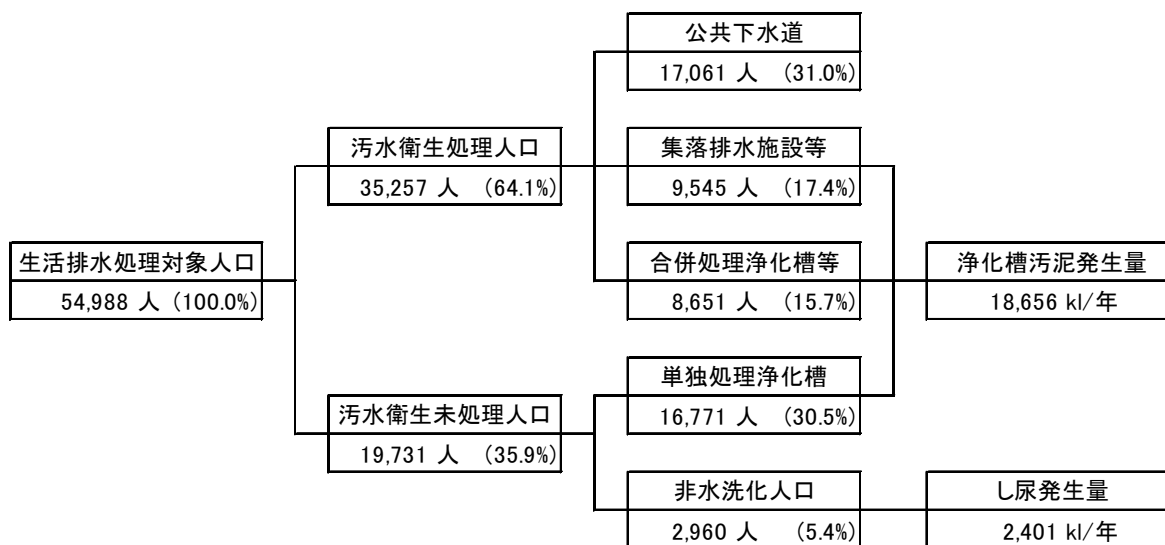 公共下水道
17,061 人 (31.0%)
汚水衛生処理人口
35,257 人 (64.1%)
集落排水施設等
9,545 人 (17.4%)
生活排水処理対象人口
54,988 人 (100.0%)
合併処理浄化槽等
8,651 人 (15.7%)
浄化槽汚泥発生量
18,656 kl/年
汚水衛生未処理人口
19,731 人 (35.9%)
単独処理浄化槽
16,771 人 (30.5%)
非水洗化人口
2,960 人 (5.4%)
し尿発生量
2,401 kl/年